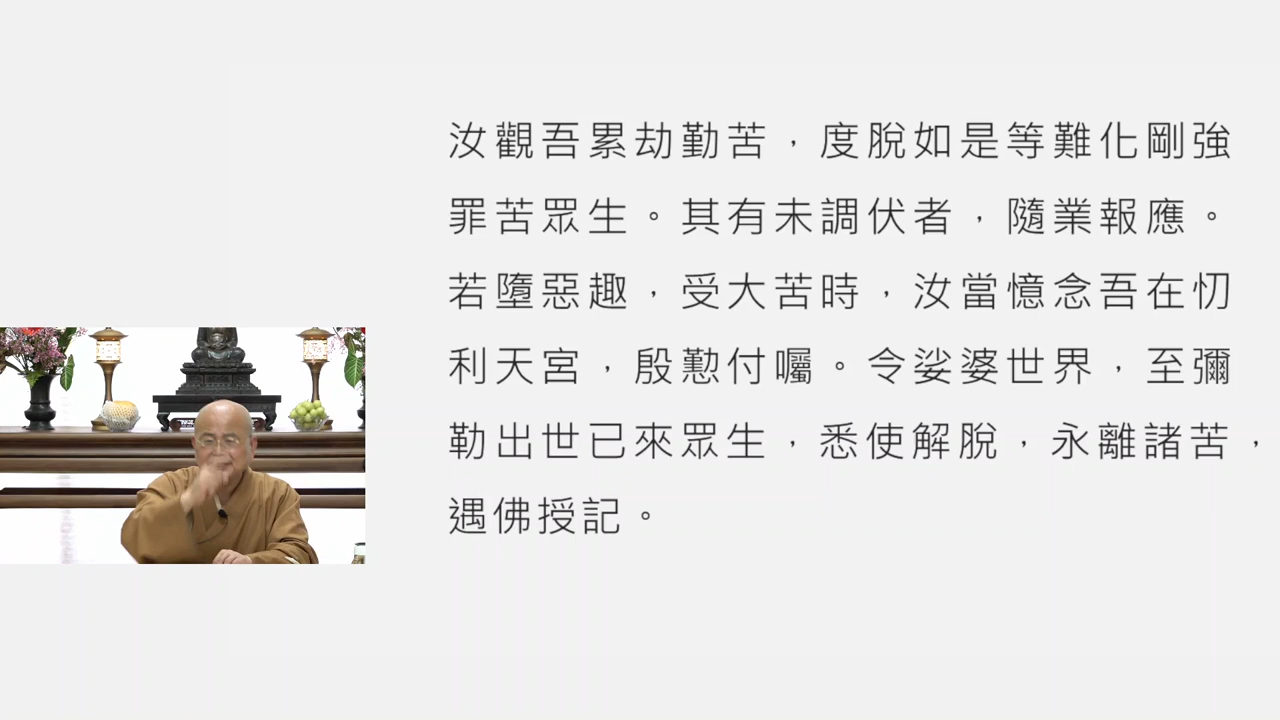 汝觀吾累劫勤苦，度脫如是等難化剛強
罪苦眾生。其有未調伏者，隨業報應。
若墮惡趣，受大苦時，汝當憶念吾在忉
利天宮，殷懃付囑。令娑婆世界，至彌
勒出世已來眾生，悉使解脫，永離諸苦，
遇佛授記。